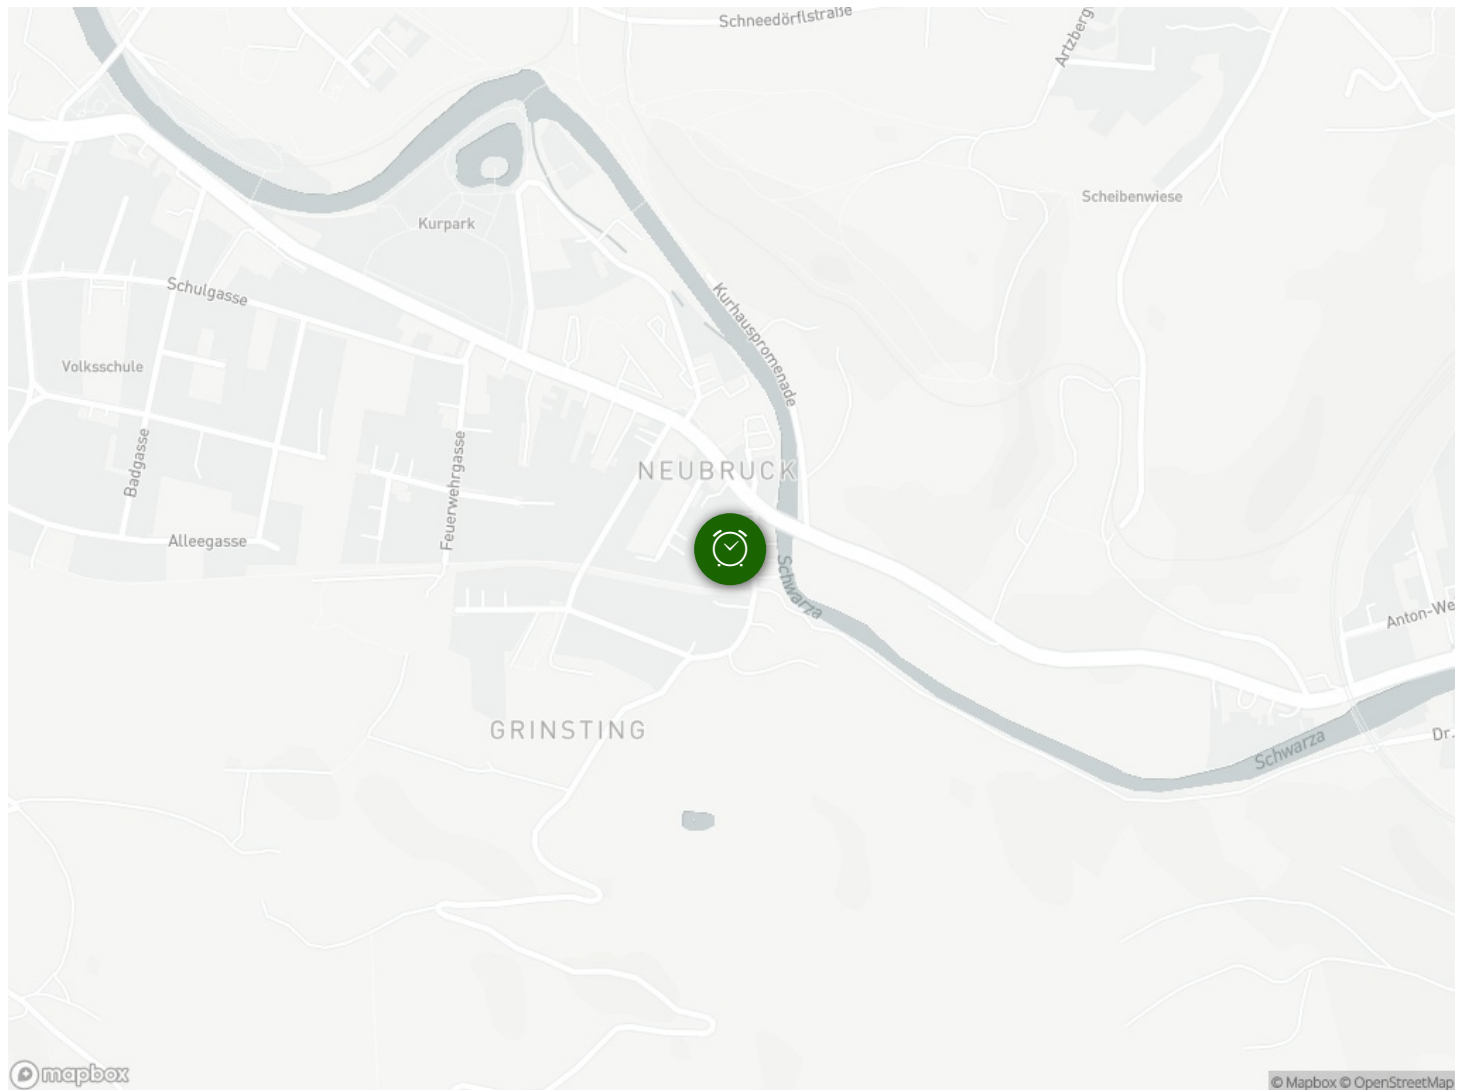 Schneedörflstraße
Artzberg
Scheibenwiese
Kurpark
Schulgasse
Kurhauspromenade
Volksschule
Badgasse
Feuerwehrgasse
NEUBRUCK
Alleegasse
Schwarza
Anton-We
GRINSTING
Schwarza
Dr.
mapbox
© Mapbox © OpenStreetMap